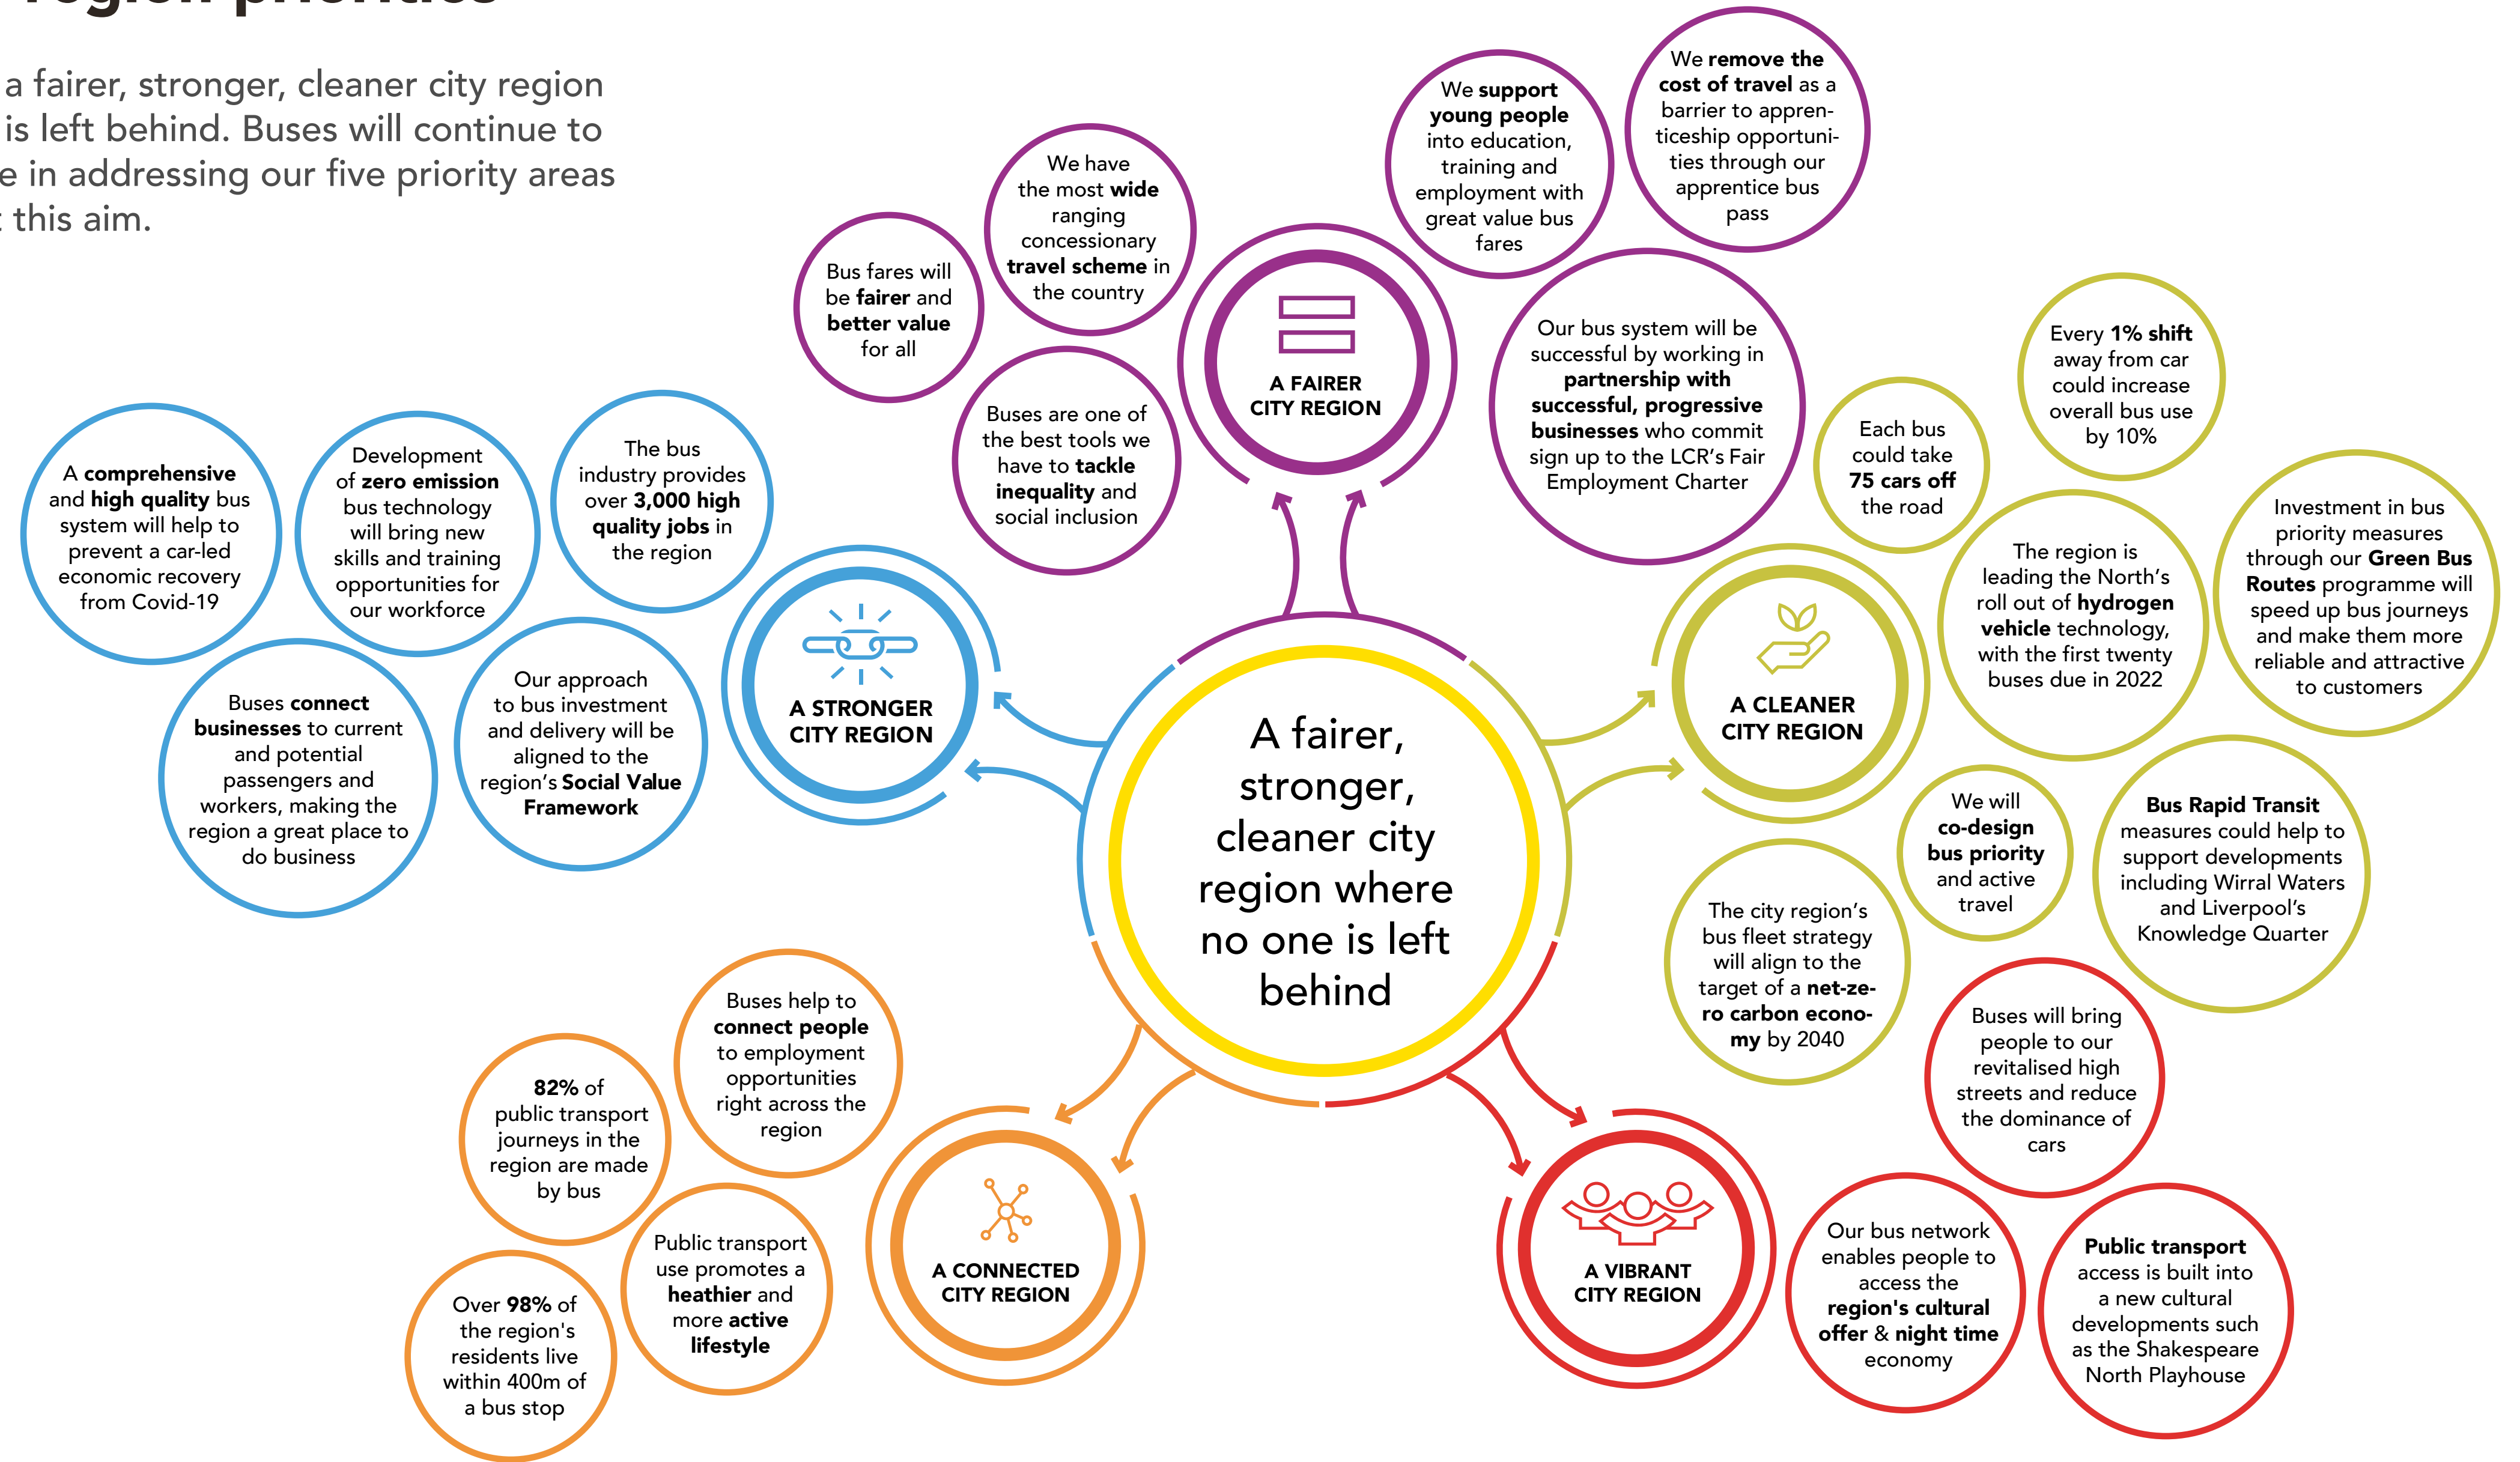 region priorities
a fairer, stronger, cleaner city region
is left behind. Buses will continue to
e in addressing our five priority areas
t this aim.
A fairer,
stronger,
cleaner city
region where
no one is left
behind
A FAIRER
CITY REGION
Bus fares will
be fairer and
better value
for all
We have
the most wide
ranging
concessionary
travel scheme in
the country
Buses are one of
the best tools we
have to tackle
inequality and
social inclusion
We support
young people
into education,
training and
employment with
great value bus
fares
We remove the
cost of travel as a
barrier to appren-
ticeship opportuni-
ties through our
apprentice bus
pass
Our bus system will be
successful by working in
partnership with
successful, progressive
businesses who commit
sign up to the LCR's Fair
Employment Charter
A STRONGER
CITY REGION
A comprehensive
and high quality bus
system will help to
prevent a car-led
economic recovery
from Covid-19
Development
of zero emission
bus technology
will bring new
skills and training
opportunities for
our workforce
The bus
industry provides
over 3,000 high
quality jobs in
the region
Buses connect
businesses to current
and potential
passengers and
workers, making the
region a great place to
do business
Our approach
to bus investment
and delivery will be
aligned to the
region's Social Value
Framework
A CLEANER
CITY REGION
Each bus
could take
75 cars off
the road
Every 1% shift
away from car
could increase
overall bus use
by 10%
The region is
leading the North's
roll out of hydrogen
vehicle technology,
with the first twenty
buses due in 2022
Investment in bus
priority measures
through our Green Bus
Routes programme will
speed up bus journeys
and make them more
reliable and attractive
to customers
We will
co-design
bus priority
and active
travel
Bus Rapid Transit
measures could help to
support developments
including Wirral Waters
and Liverpool's
Knowledge Quarter
The city region's
bus fleet strategy
will align to the
target of a net-ze-
ro carbon econo-
my by 2040
A CONNECTED
CITY REGION
Buses help to
connect people
to employment
opportunities
right across the
region
82% of
public transport
journeys in the
region are made
by bus
Public transport
use promotes a
heathier and
more active
lifestyle
Over 98% of
the region's
residents live
within 400m of
a bus stop
A VIBRANT
CITY REGION
Buses will bring
people to our
revitalised high
streets and reduce
the dominance of
cars
Our bus network
enables people to
access the
region's cultural
offer & night time
economy
Public transport
access is built into
a new cultural
developments such
as the Shakespeare
North Playhouse